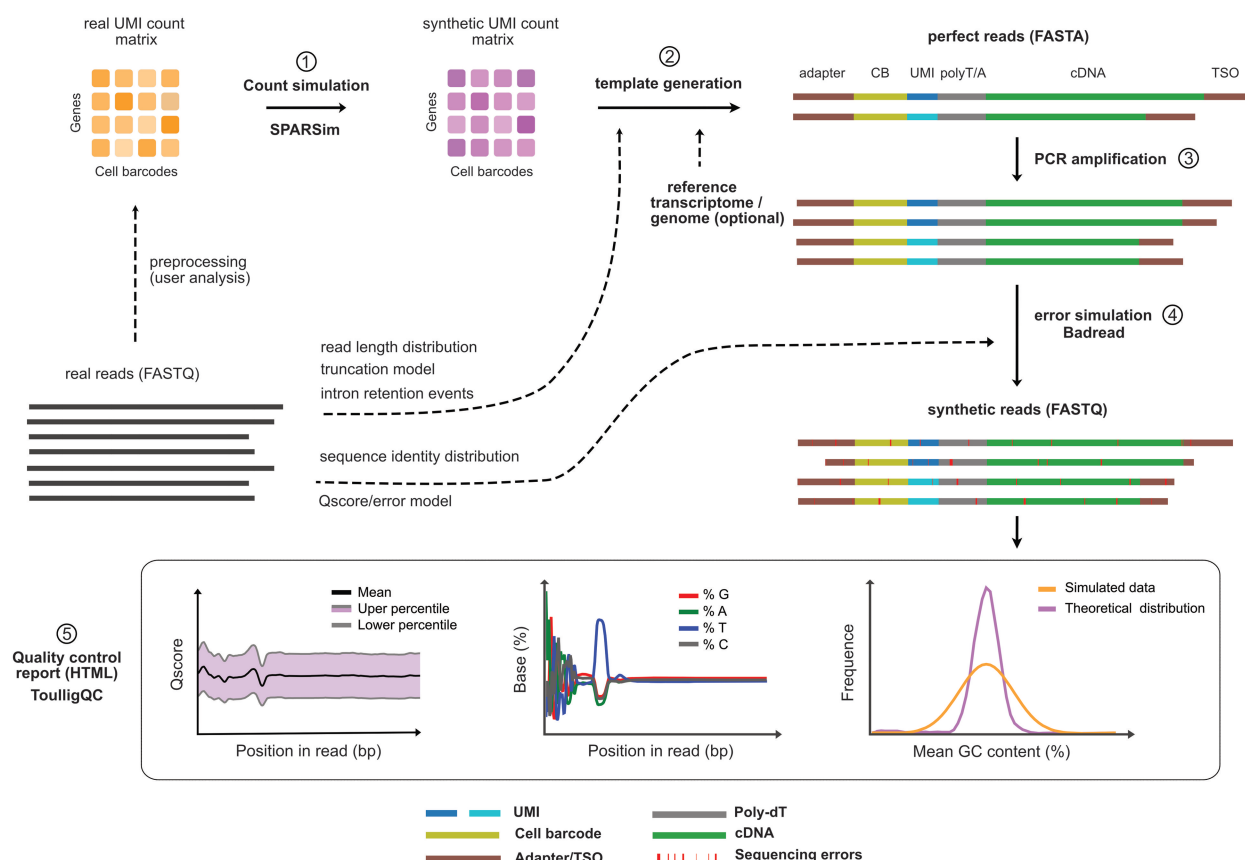 real UMI count
matrix
synthetic UMI count
matrix
perfect reads (FASTA)
1
Count simulation
SPARSim
2
template generation
adapter CB UMI polyT/A cDNA TSO
Genes
Cell barcodes
Genes
Cell barcodes
PCR amplification 3
reference
transcriptome /
genome (optional)
preprocessing
(user analysis)
error simulation 4
Badread
read length distribution
truncation model
intron retention events
real reads (FASTQ)
synthetic reads (FASTQ)
sequence identity distribution
Qscore/error model
5
Quality control
report (HTML)
ToulligQC
Qscore
Mean
Uper percentile
Lower percentile
Position in read (bp)
Base (%)
% G
% A
% T
% C
Position in read (bp)
Frequence
Simulated data
Theoretical distribution
Mean GC content (%)
UMI
Poly-dT
Cell barcode
cDNA
Adapter/TSO
Sequencing errors